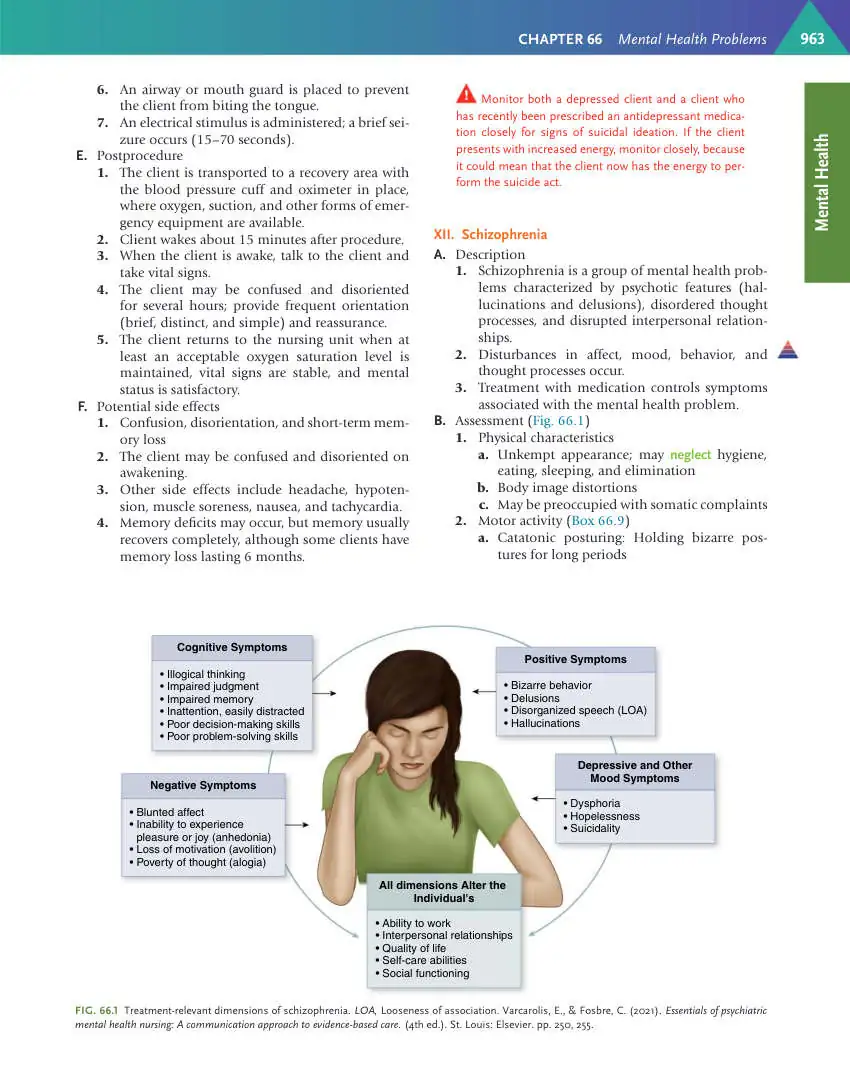 CHAPTER 66 Mental Health Problems 963
6. An airway or mouth guard is placed to prevent
the client from biting the tongue.
7. An electrical stimulus is administered; a brief sei-
zure occurs (15–70 seconds).
E. Postprocedure
1. The client is transported to a recovery area with
the blood pressure cuff and oximeter in place,
where oxygen, suction, and other forms of emer-
gency equipment are available.
2. Client wakes about 15 minutes after procedure.
3. When the client is awake, talk to the client and
take vital signs.
4. The client may be confused and disoriented
for several hours; provide frequent orientation
(brief, distinct, and simple) and reassurance.
5. The client returns to the nursing unit when at
least an acceptable oxygen saturation level is
maintained, vital signs are stable, and mental
status is satisfactory.
F. Potential side effects
1. Confusion, disorientation, and short-term mem-
ory loss
2. The client may be confused and disoriented on
awakening.
3. Other side effects include headache, hypoten-
sion, muscle soreness, nausea, and tachycardia.
4. Memory deficits may occur, but memory usually
recovers completely, although some clients have
memory loss lasting 6 months.
Monitor both a depressed client and a client who
has recently been prescribed an antidepressant medica-
tion closely for signs of suicidal ideation. If the client
presents with increased energy, monitor closely, because
it could mean that the client now has the energy to per-
form the suicide act.
XII. Schizophrenia
A. Description
1. Schizophrenia is a group of mental health prob-
lems characterized by psychotic features (hal-
lucinations and delusions), disordered thought
processes, and disrupted interpersonal relation-
ships.
2. Disturbances in affect, mood, behavior, and
thought processes occur.
3. Treatment with medication controls symptoms
associated with the mental health problem.
B. Assessment (Fig. 66.1)
1. Physical characteristics
a. Unkempt appearance; may neglect hygiene,
eating, sleeping, and elimination
b. Body image distortions
c. May be preoccupied with somatic complaints
2. Motor activity (Box 66.9)
a. Catatonic posturing: Holding bizarre pos-
tures for long periods
Mental Health
Cognitive Symptoms
• Illogical thinking
• Impaired judgment
• Impaired memory
• Inattention, easily distracted
• Poor decision-making skills
• Poor problem-solving skills
Positive Symptoms
• Bizarre behavior
• Delusions
• Disorganized speech (LOA)
• Hallucinations
Negative Symptoms
• Blunted affect
• Inability to experience
pleasure or joy (anhedonia)
• Loss of motivation (avolition)
• Poverty of thought (alogia)
Depressive and Other
Mood Symptoms
• Dysphoria
• Hopelessness
• Suicidality
All dimensions Alter the
Individual's
• Ability to work
• Interpersonal relationships
• Quality of life
• Self-care abilities
• Social functioning
FIG. 66.1 Treatment-relevant dimensions of schizophrenia. LOA, Looseness of association. Varcarolis, E., & Fosbre, C. (2021). Essentials of psychiatric
mental health nursing: A communication approach to evidence-based care. (4th ed.). St. Louis: Elsevier. pp. 250, 255.